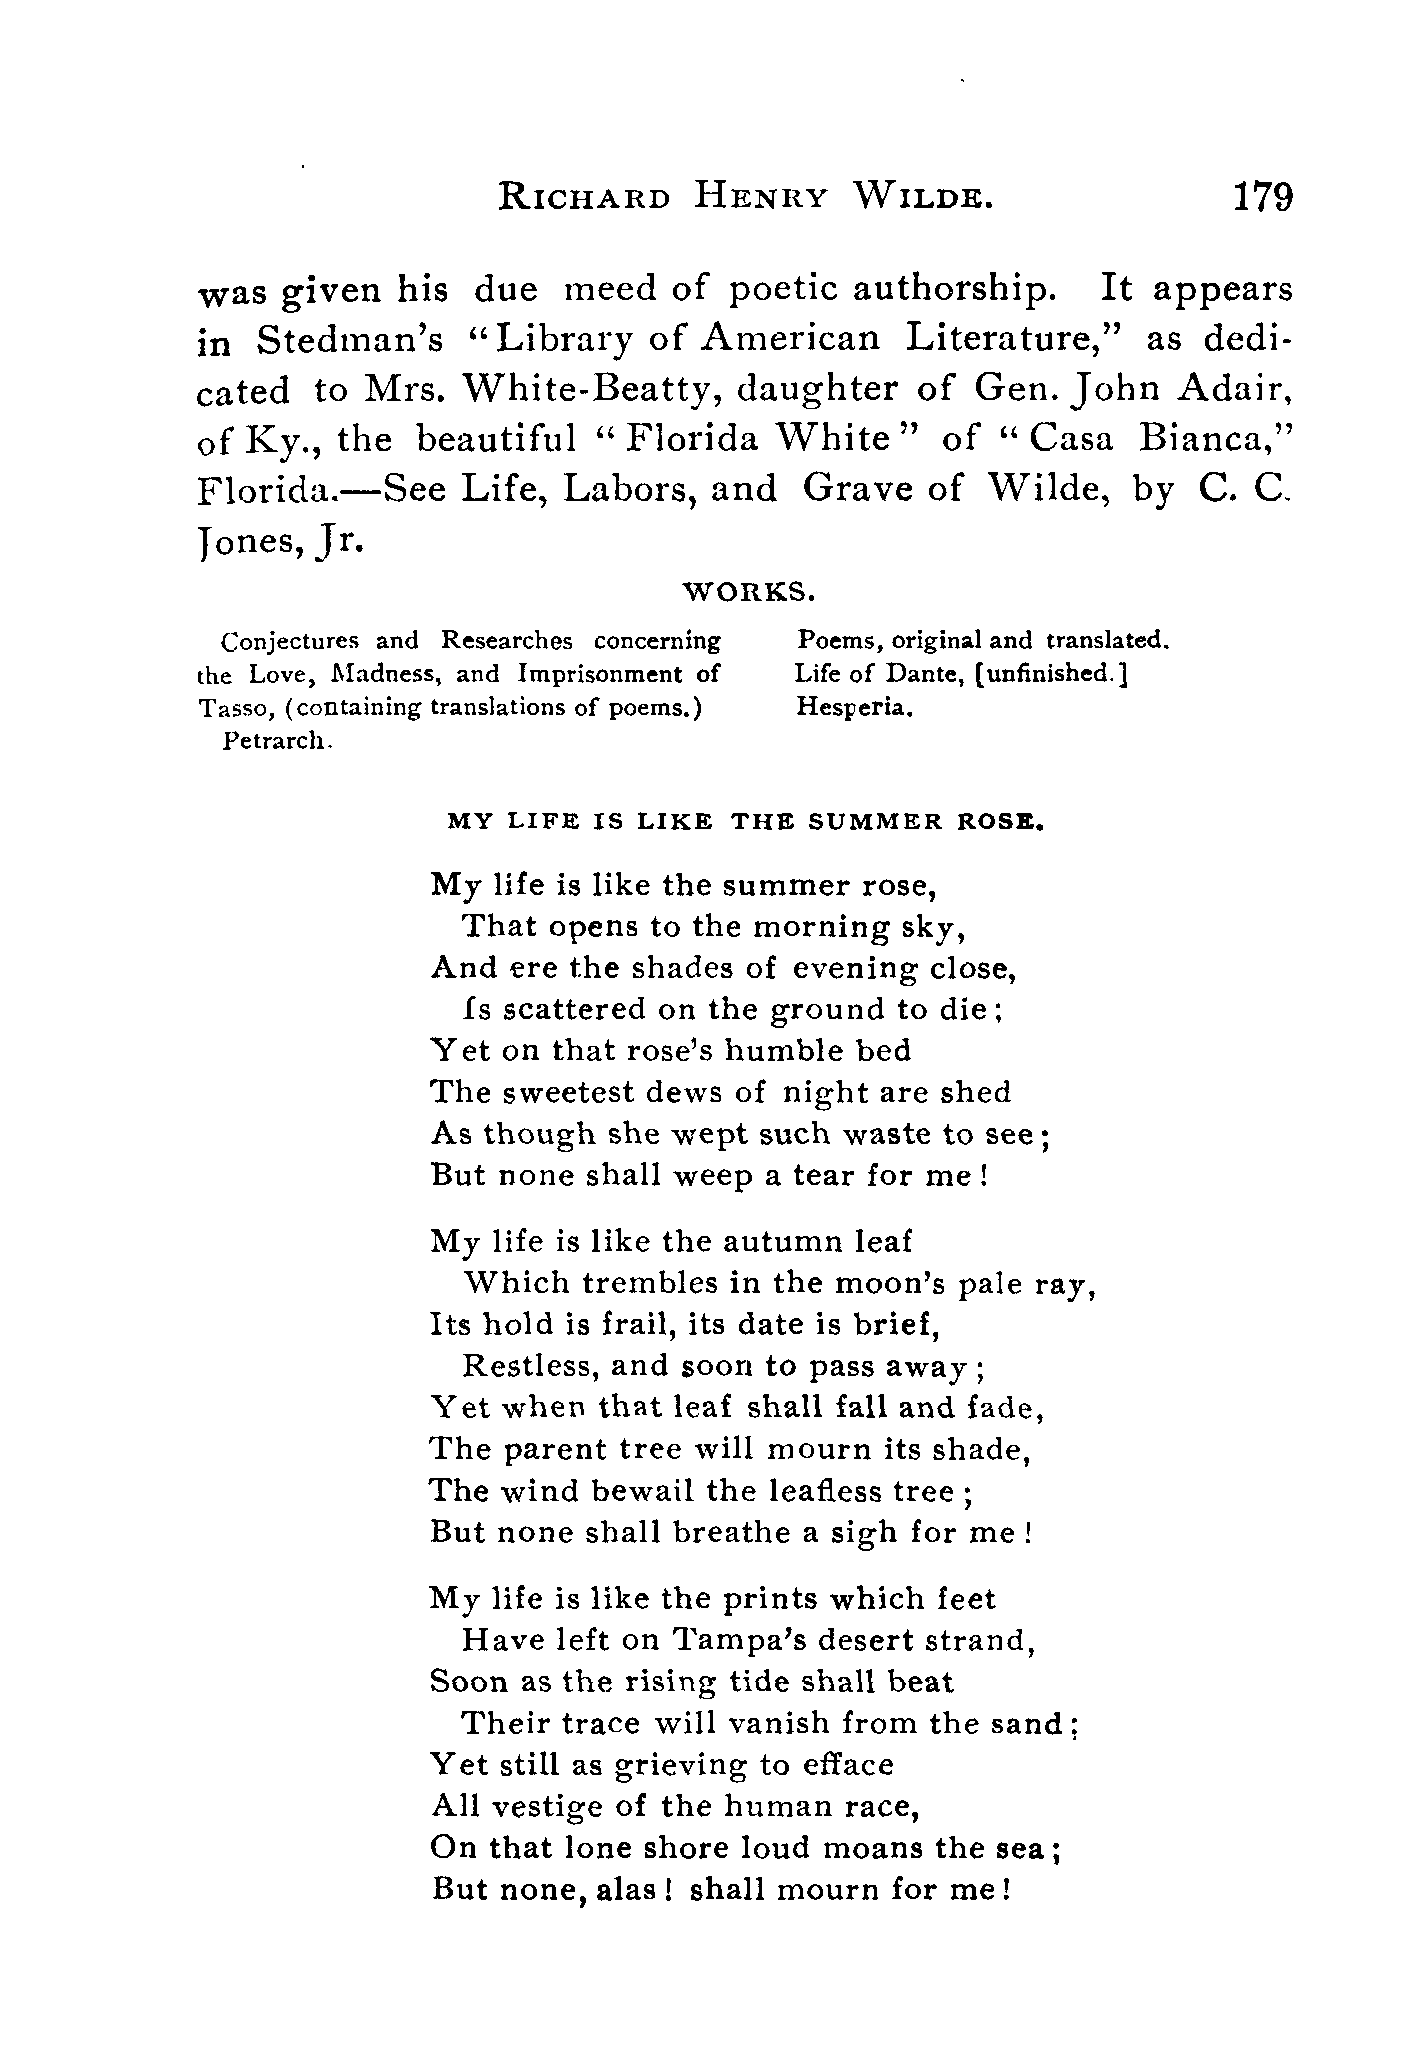 RICHARD HENRY WILDE. 179
was given his due meed of poetic authorship. It appears
in Stedman's "Library of American Literature," as dedi-
cated to Mrs. White-Beatty, daughter of Gen. John Adair,
of Ky., the beautiful "Florida White" of "Casa Bianca,"
Florida.—See Life, Labors, and Grave of Wilde, by C. C.
Jones, Jr.
WORKS.
Conjectures and Researches concerning
the Love, Madness, and Imprisonment of
Tasso, (containing translations of poems.)
Petrarch.
Poems, original and translated.
Life of Dante, [unfinished.]
Hesperia.
MY LIFE IS LIKE THE SUMMER ROSE.
My life is like the summer rose,
That opens to the morning sky,
And ere the shades of evening close,
Is scattered on the ground to die;
Yet on that rose's humble bed
The sweetest dews of night are shed
As though she wept such waste to see;
But none shall weep a tear for me!
My life is like the autumn leaf
Which trembles in the moon's pale ray,
Its hold is frail, its date is brief,
Restless, and soon to pass away;
Yet when that leaf shall fall and fade,
The parent tree will mourn its shade,
The wind bewail the leafless tree;
But none shall breathe a sigh for me!
My life is like the prints which feet
Have left on Tampa's desert strand,
Soon as the rising tide shall beat
Their trace will vanish from the sand;
Yet still as grieving to efface
All vestige of the human race,
On that lone shore loud moans the sea;
But none, alas! shall mourn for me!